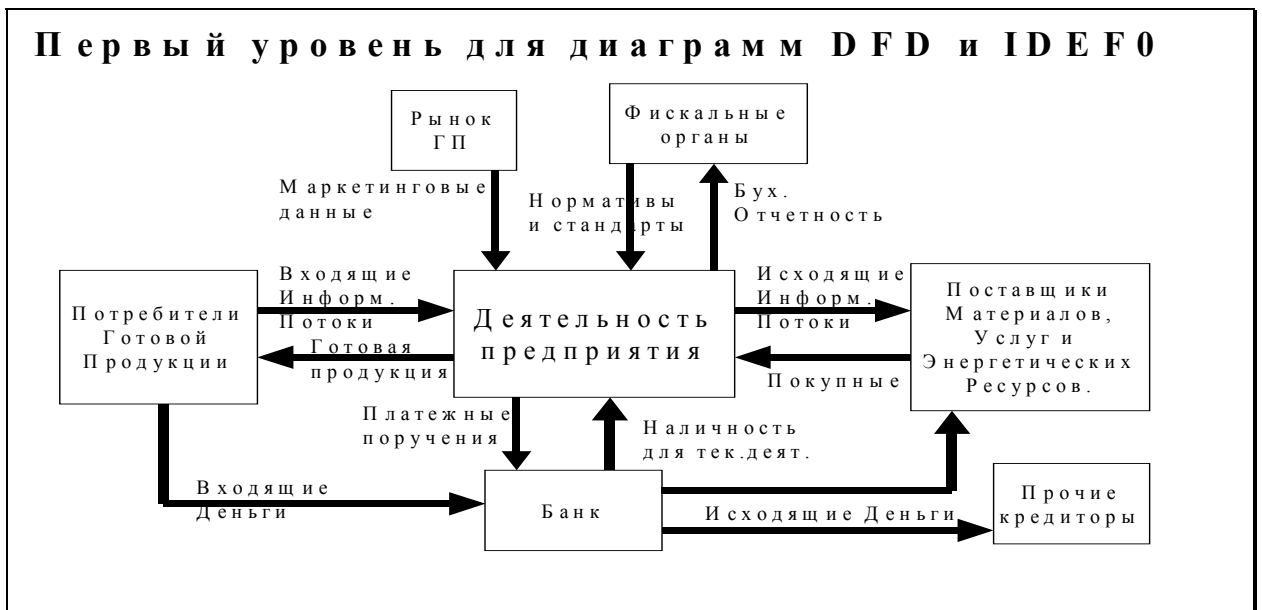 Первый уровень для диаграмм DFD и IDEF0
Рынок
ГП
Фискальные
органы
Маркетинговые
данные
Нормативы
и стандарты
Бух.
Отчетность
Потребители
Готовой
Продукции
Входящие
Информ.
Потоки
Готовая
продукция
Деятельность
предприятия
Исходящие
Информ.
Потоки
Покупные
Поставщики
Материалов,
Услуг и
Энергетических
Ресурсов.
Платежные
поручения
Наличность
для тек.деят.
Входящие
Деньги
Банк
Исходящие Деньги
Прочие
кредиторы